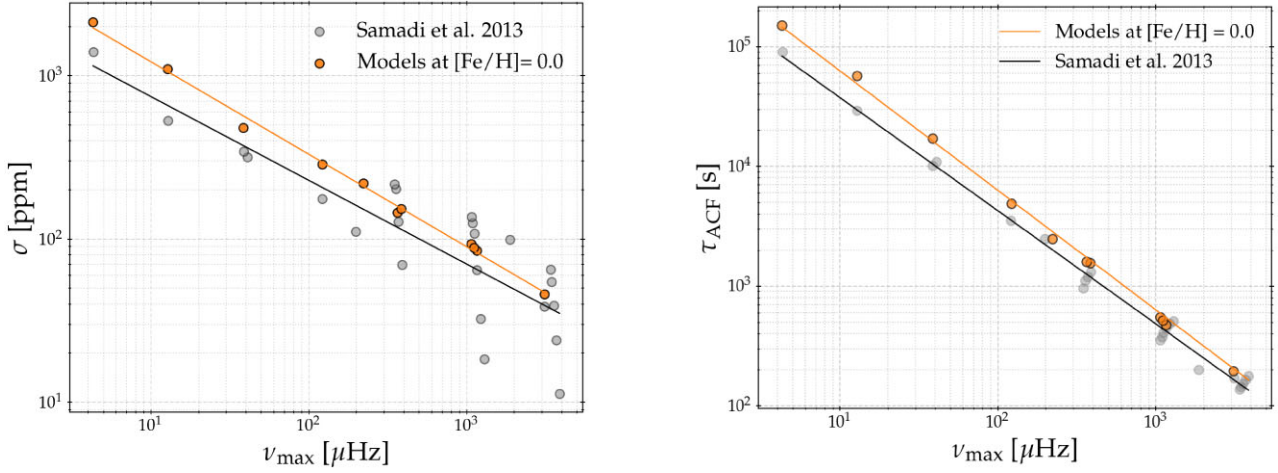 Samadi et al. 2013
Models at [Fe/H]= 0.0
10³
10²
10¹
σ [ppm]
10¹
10²
10³
ν_max [μHz]
Models at [Fe/H] = 0.0
Samadi et al. 2013
10⁵
10⁴
10³
10²
τ_ACF [s]
10¹
10²
10³
ν_max [μHz]